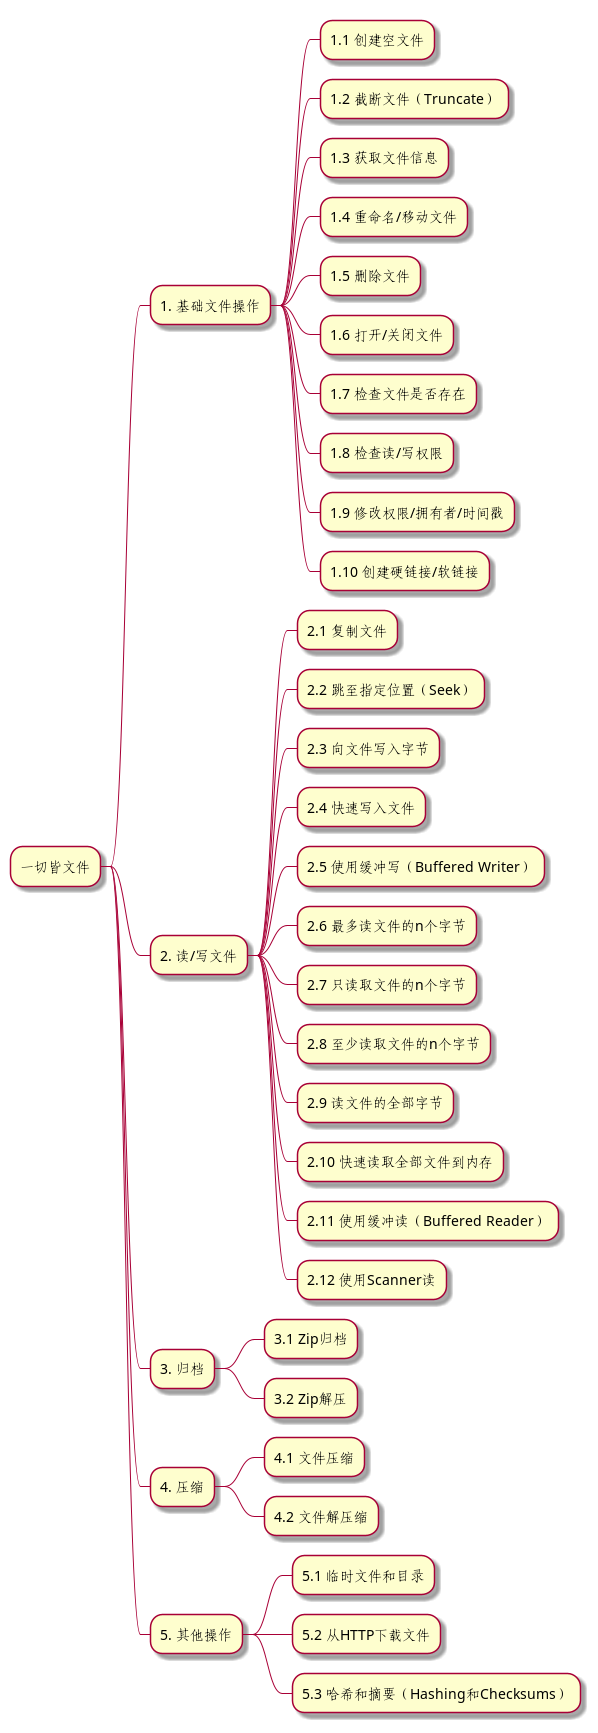 一切皆文件
1. 基础文件操作
1.1 创建空文件
1.2 截断文件（Truncate）
1.3 获取文件信息
1.4 重命名/移动文件
1.5 删除文件
1.6 打开/关闭文件
1.7 检查文件是否存在
1.8 检查读/写权限
1.9 修改权限/拥有者/时间戳
1.10 创建硬链接/软链接
2. 读/写文件
2.1 复制文件
2.2 跳至指定位置（Seek）
2.3 向文件写入字节
2.4 快速写入文件
2.5 使用缓冲写（Buffered Writer）
2.6 最多读文件的n个字节
2.7 只读取文件的n个字节
2.8 至少读取文件的n个字节
2.9 读文件的全部字节
2.10 快速读取全部文件到内存
2.11 使用缓冲读（Buffered Reader）
2.12 使用Scanner读
3. 归档
3.1 Zip归档
3.2 Zip解压
4. 压缩
4.1 文件压缩
4.2 文件解压缩
5. 其他操作
5.1 临时文件和目录
5.2 从HTTP下载文件
5.3 哈希和摘要（Hashing和Checksums）